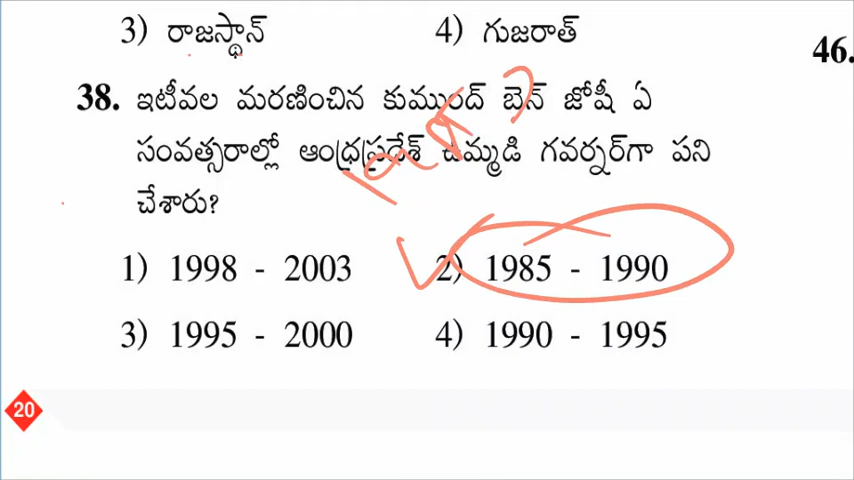 3) రాజస్థాన్ 4) గుజరాత్
46.
38. ఇటీవల మరణించిన కుముద్ బెన్ జోషీ ఏ
సంవత్సరాల్లో ఆంధ్రప్రదేశ్ ఉమ్మడి గవర్నర్‌గా పని
చేశారు?
1) 1998 - 2003 2) 1985 - 1990
3) 1995 - 2000 4) 1990 - 1995
20